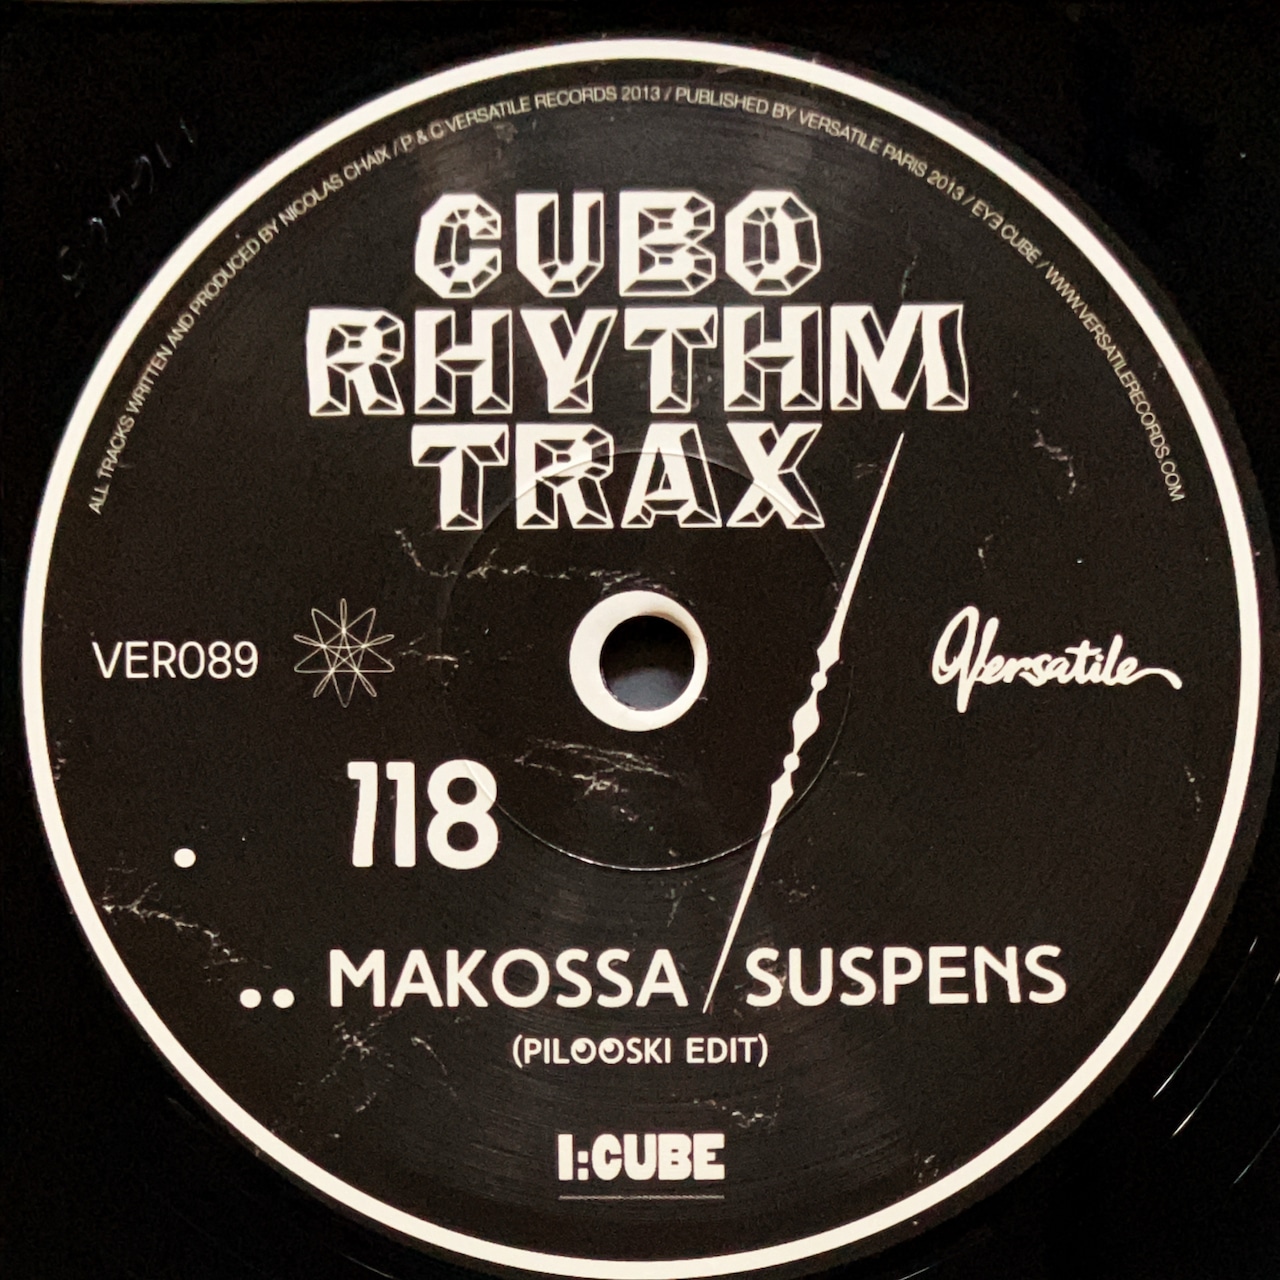 ALL TRACKS WRITTEN AND PRODUCED BY NICOLAS CHAIX / P & C VERSATILE RECORDS 2013 / PUBLISHED BY VERSATILE PARIS 2013 / EY3 CUBE / WWW.VERSATILERECORDS.COM
CUBO
RHYTHM
TRAX
VER089
Versatile
118
MAKOSSA / SUSPENS
(PILOOSKI EDIT)
I:CUBE